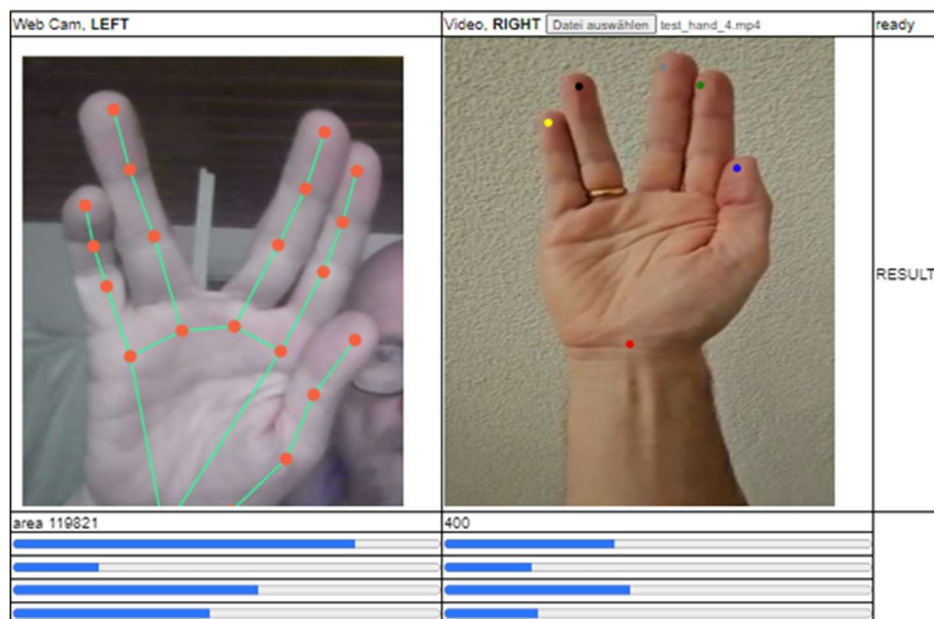 Web Cam, LEFT
Video, RIGHT Datei auswählen test_hand_4.mp4
ready
RESULT
area 119821
400